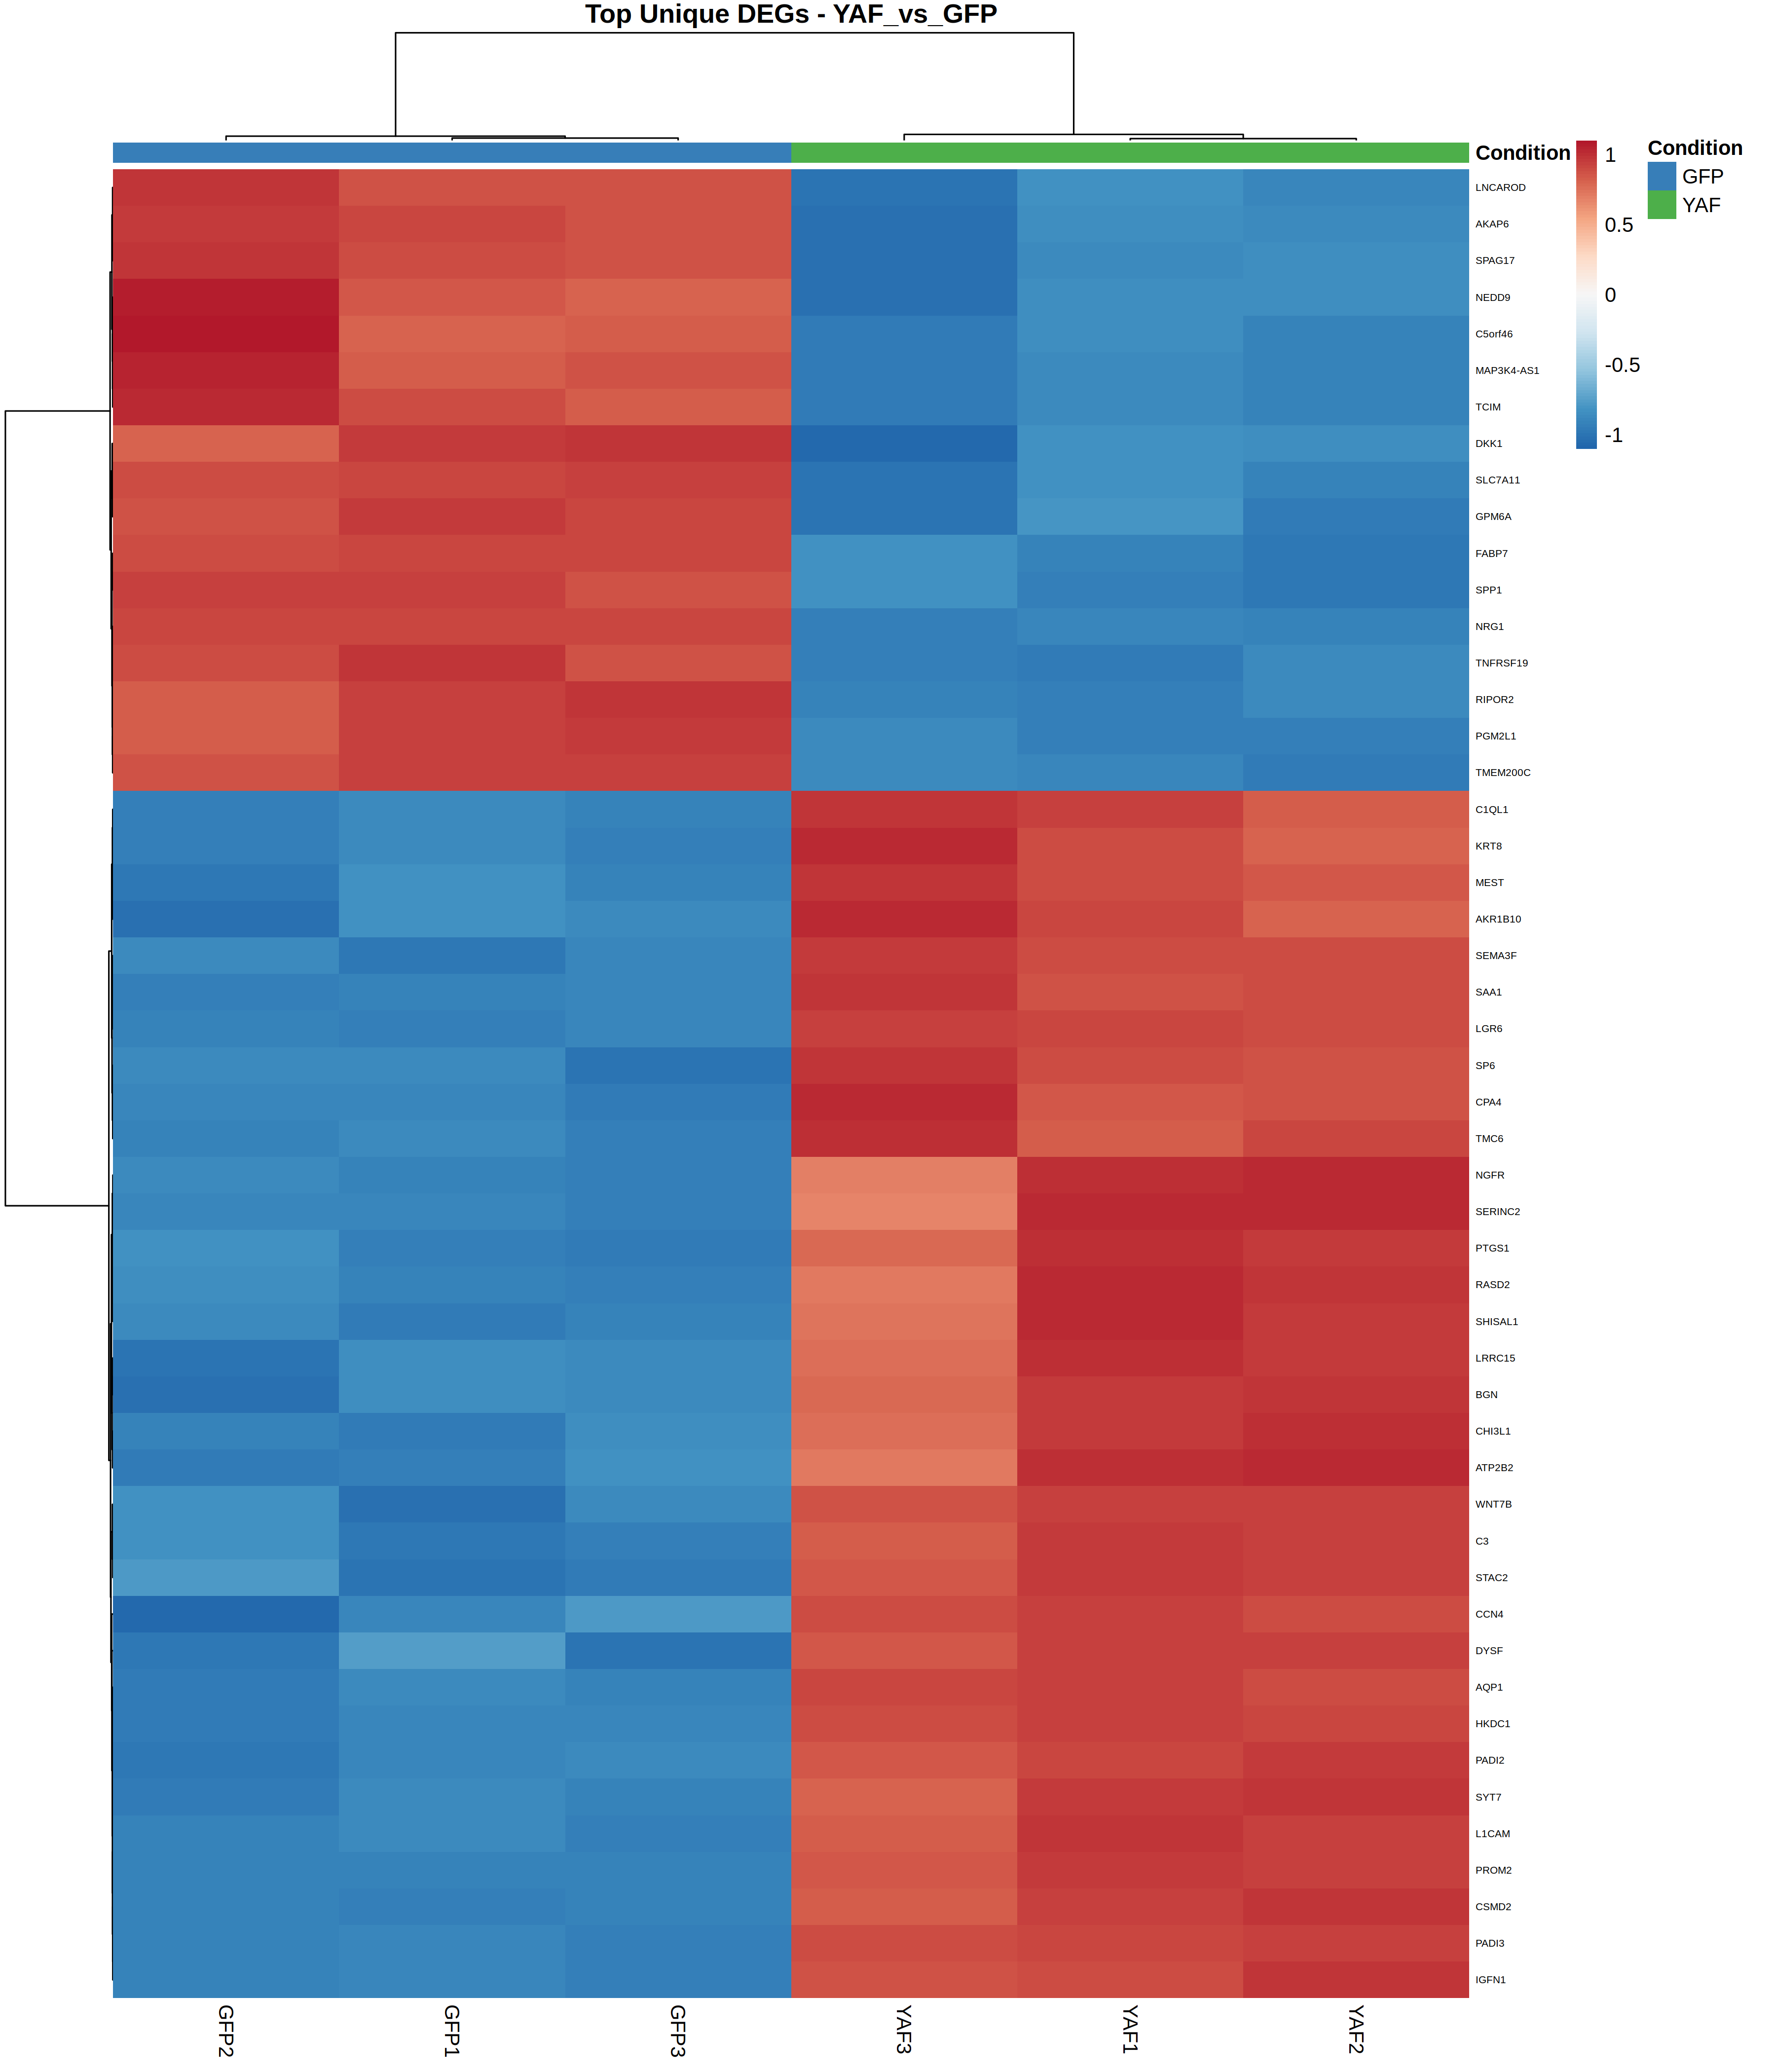 Top Unique DEGs - YAF_vs_GFP
Condition
1
0.5
0
-0.5
-1
Condition
GFP
YAF
LNCAROD
AKAP6
SPAG17
NEDD9
C5orf46
MAP3K4-AS1
TCIM
DKK1
SLC7A11
GPM6A
FABP7
SPP1
NRG1
TNFRSF19
RIPOR2
PGM2L1
TMEM200C
C1QL1
KRT8
MEST
AKR1B10
SEMA3F
SAA1
LGR6
SP6
CPA4
TMC6
NGFR
SERINC2
PTGS1
RASD2
SHISAL1
LRRC15
BGN
CHI3L1
ATP2B2
WNT7B
C3
STAC2
CCN4
DYSF
AQP1
HKDC1
PADI2
SYT7
L1CAM
PROM2
CSMD2
PADI3
IGFN1
GFP2
GFP1
GFP3
YAF3
YAF1
YAF2